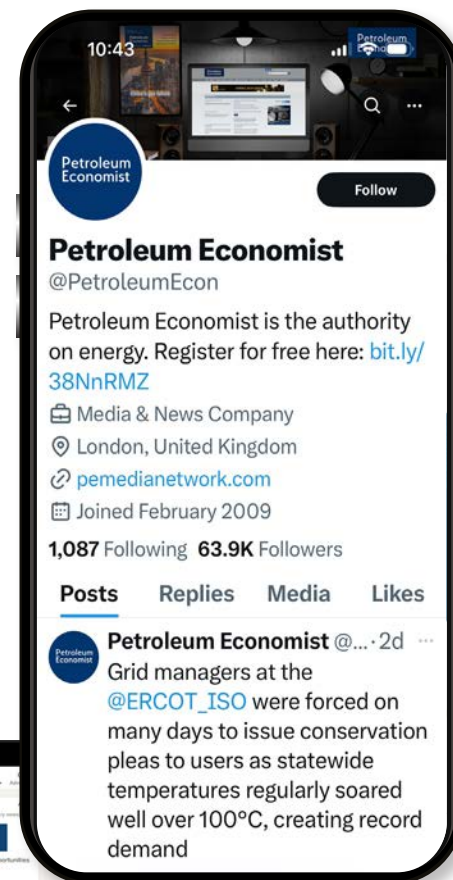 10:43
Petroleum
Petroleum
Economist
Follow
Petroleum Economist
@PetroleumEcon
Petroleum Economist is the authority
on energy. Register for free here: bit.ly/
38NnRMZ
Media & News Company
London, United Kingdom
pemedianetwork.com
Joined February 2009
1,087 Following 63.9K Followers
Posts Replies Media Likes
Petroleum
Economist
Petroleum Economist @... · 2d ...
Grid managers at the
@ERCOT_ISO were forced on
many days to issue conservation
pleas to users as statewide
temperatures regularly soared
well over 100°C, creating record
demand